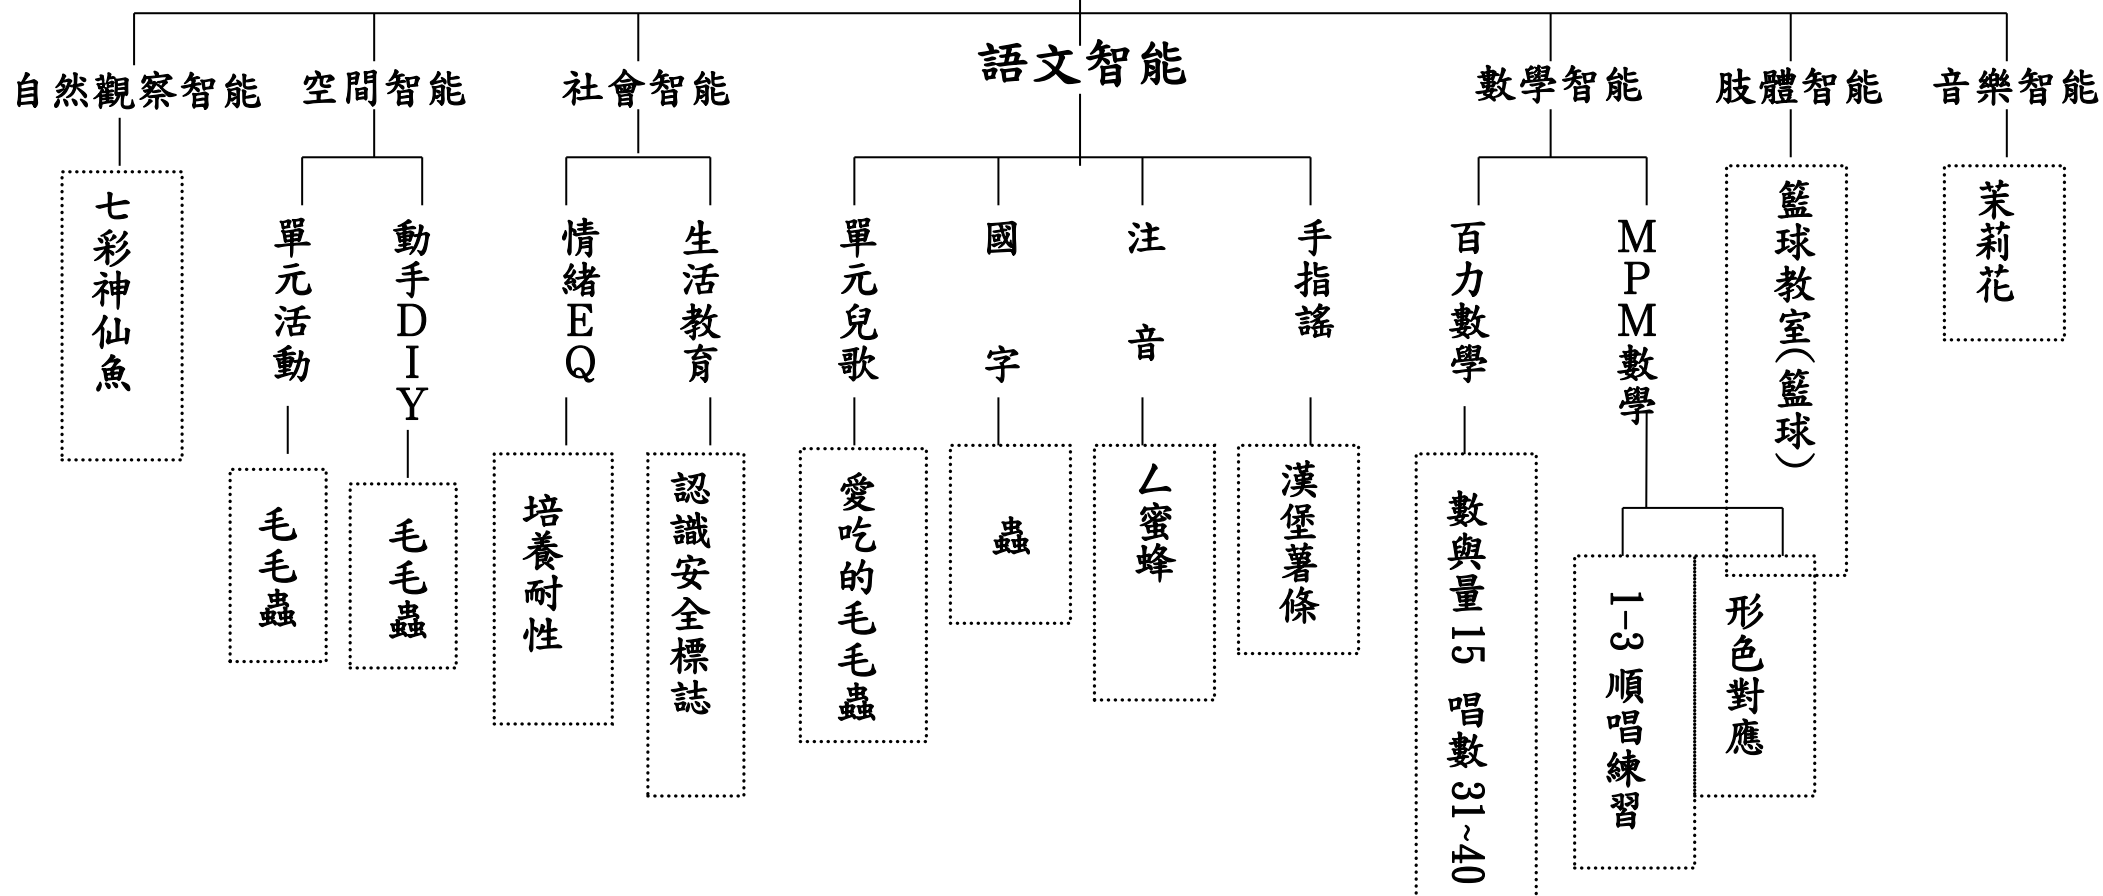 自然觀察智能
空間智能
社會智能
語文智能
數學智能
肢體智能
音樂智能
七彩神仙魚
單元活動
動手DIY
情緒EQ
生活教育
單元兒歌
國字
注音
手指謠
百力數學
MPM數學
籃球教室(籃球)
茉莉花
毛毛蟲
毛毛蟲
培養耐性
認識安全標誌
愛吃的毛毛蟲
蟲
ㄥ蜜蜂
漢堡薯條
數與量15 唱數31~40
1-3順唱練習
形色對應